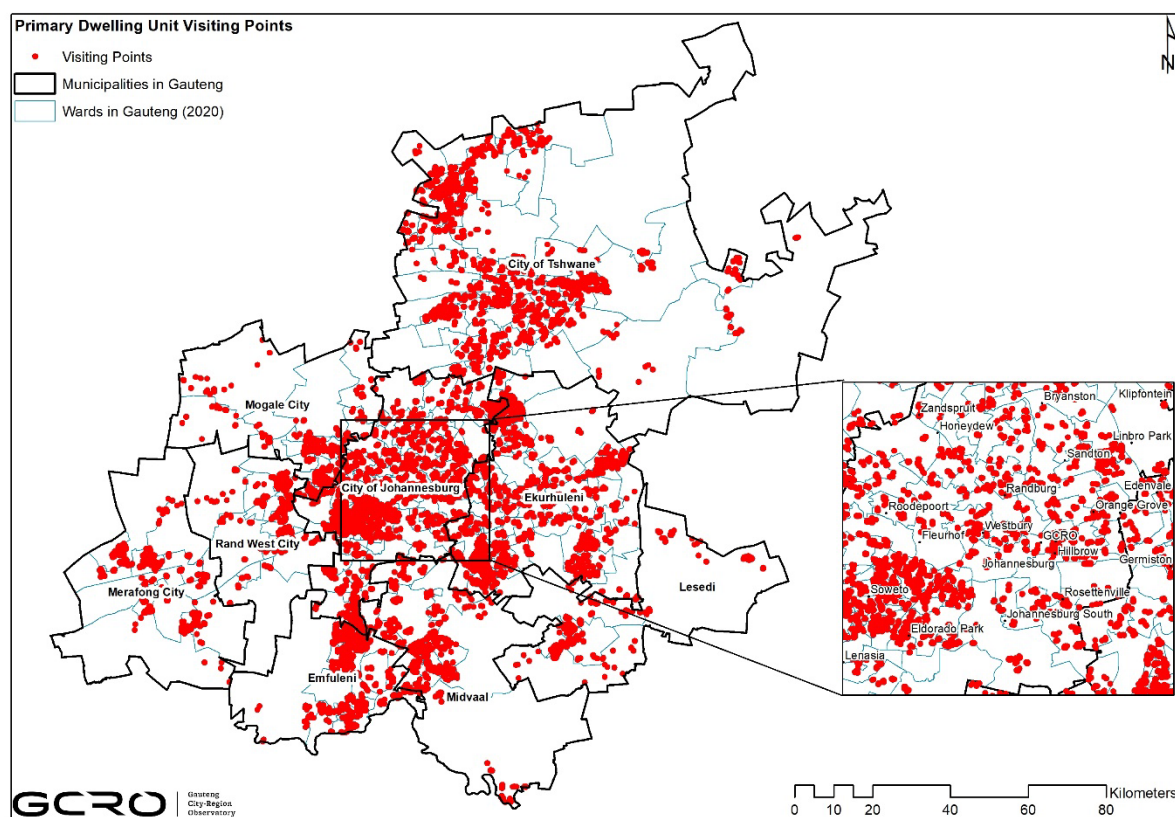 Primary Dwelling Unit Visiting Points
Visiting Points
Municipalities in Gauteng
Wards in Gauteng (2020)
N
City of Tshwane
Mogale City
City of Johannesburg
Ekurhuleni
Rand West City
Merafong City
Lesedi
Emfuleni
Midvaal
Bryanston
Klipfontein
Zandspruit
Honeydew
Linbro Park
Sandton
Randburg
Edenvale
Roodepoort
Orange Grove
Westbury
Fleurhof
GCRO
Hillbrow
Johannesburg
Germiston
Soweto
Rosettenville
Johannesburg South
Eldorado Park
Lenasia
GCRO
Gauteng
City-Region
Observatory
Kilometers
0 10 20 40 60 80